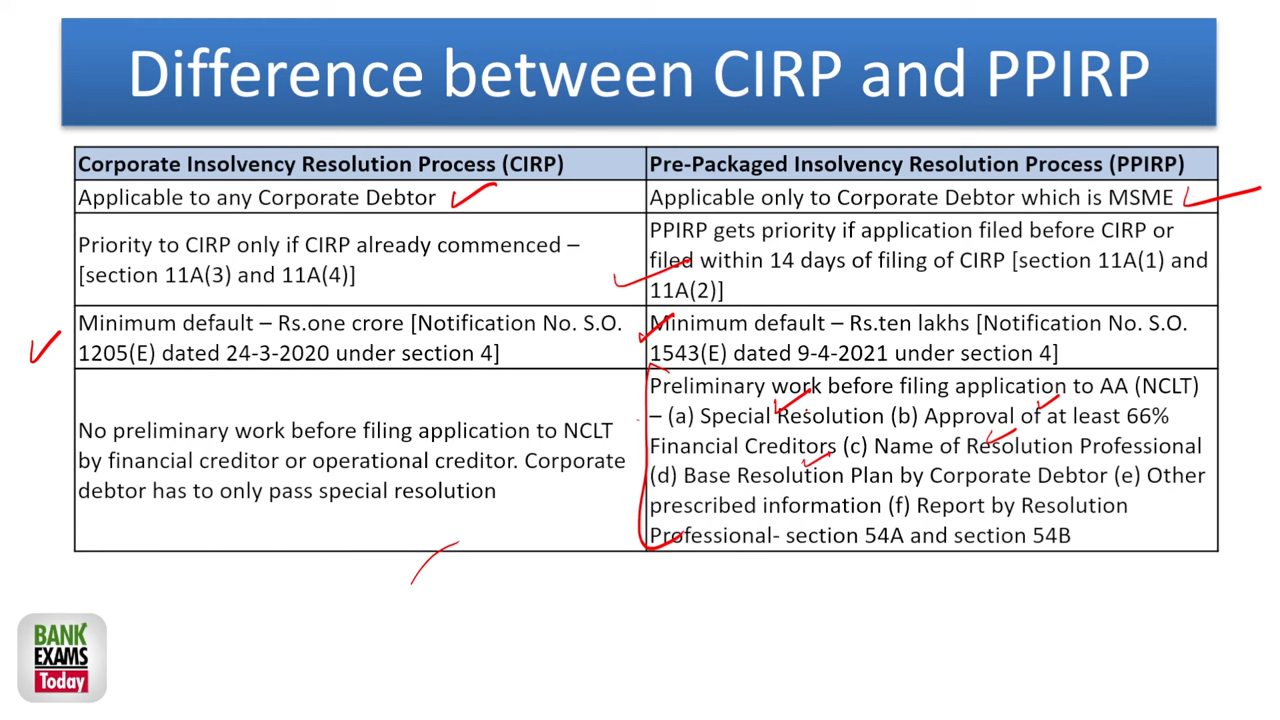 Difference between CIRP and PPIRP
Corporate Insolvency Resolution Process (CIRP)
Pre-Packaged Insolvency Resolution Process (PPIRP)
Applicable to any Corporate Debtor
Applicable only to Corporate Debtor which is MSME
Priority to CIRP only if CIRP already commenced –
[section 11A(3) and 11A(4)]
PPIRP gets priority if application filed before CIRP or
filed within 14 days of filing of CIRP [section 11A(1) and
11A(2)]
Minimum default – Rs.one crore [Notification No. S.O.
1205(E) dated 24-3-2020 under section 4]
Minimum default – Rs.ten lakhs [Notification No. S.O.
1543(E) dated 9-4-2021 under section 4]
No preliminary work before filing application to NCLT
by financial creditor or operational creditor. Corporate
debtor has to only pass special resolution
Preliminary work before filing application to AA (NCLT)
– (a) Special Resolution (b) Approval of at least 66%
Financial Creditors (c) Name of Resolution Professional
(d) Base Resolution Plan by Corporate Debtor (e) Other
prescribed information (f) Report by Resolution
Professional- section 54A and section 54B
BANK
EXAMS
Today